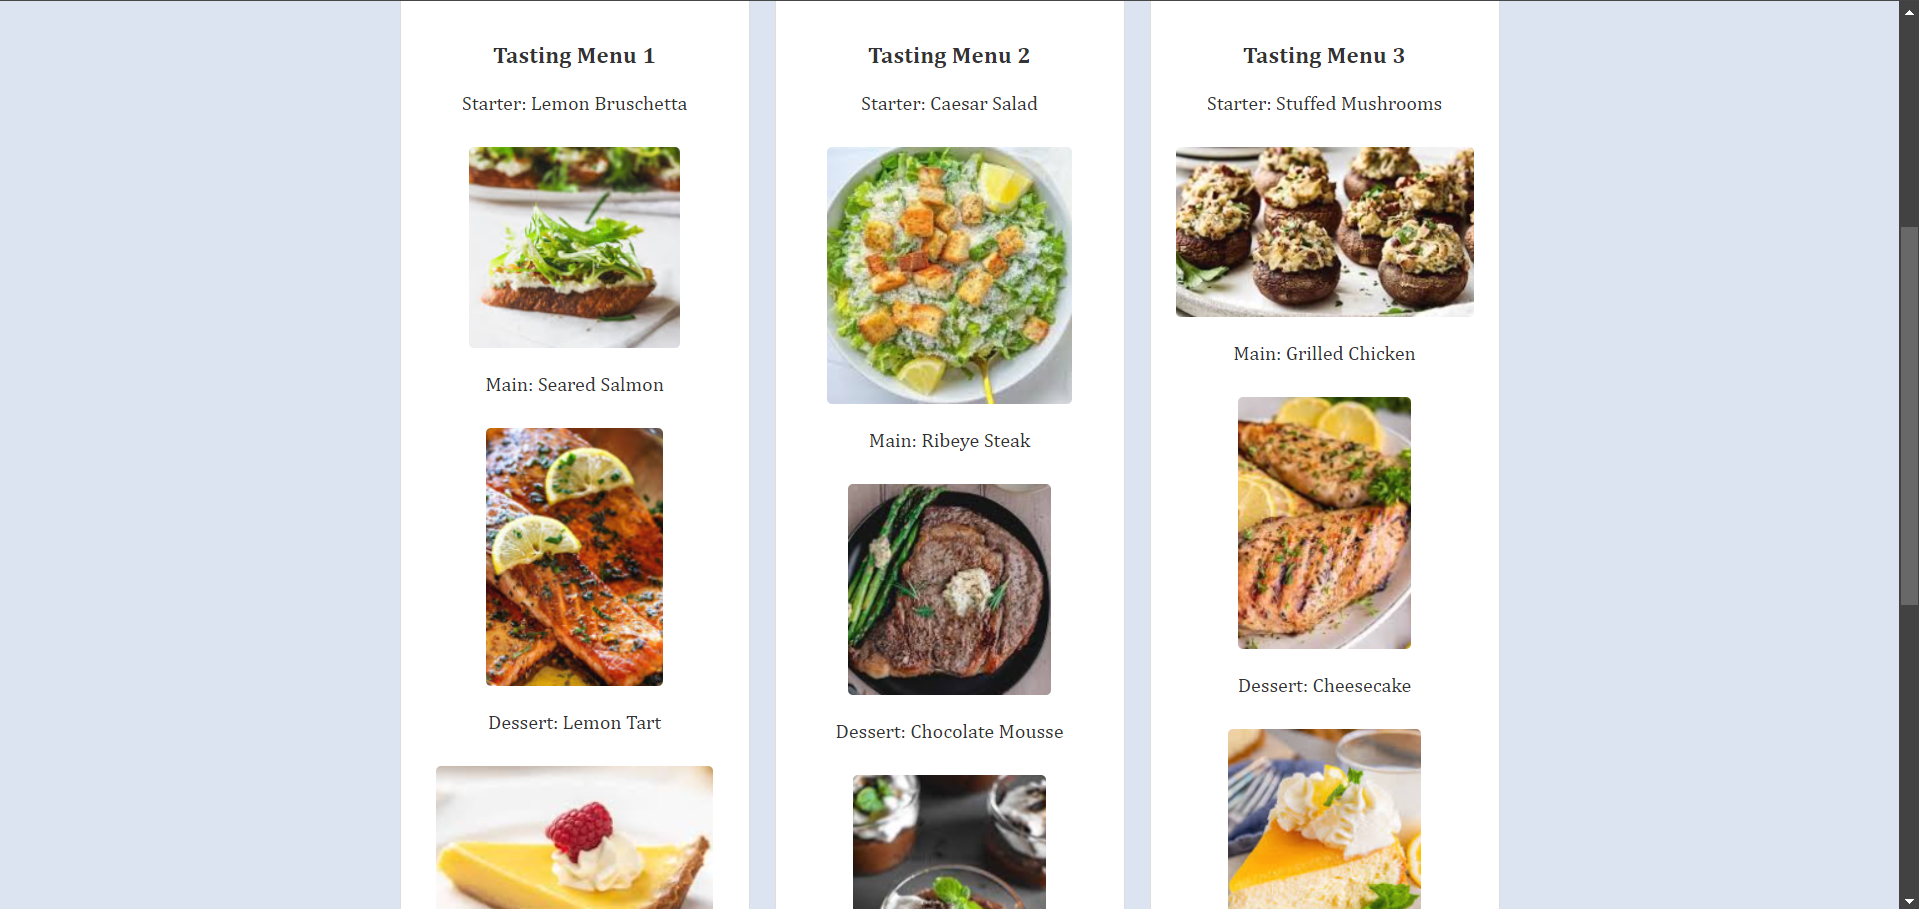 Tasting Menu 1
Starter: Lemon Bruschetta
Main: Seared Salmon
Dessert: Lemon Tart
Tasting Menu 2
Starter: Caesar Salad
Main: Ribeye Steak
Dessert: Chocolate Mousse
Tasting Menu 3
Starter: Stuffed Mushrooms
Main: Grilled Chicken
Dessert: Cheesecake